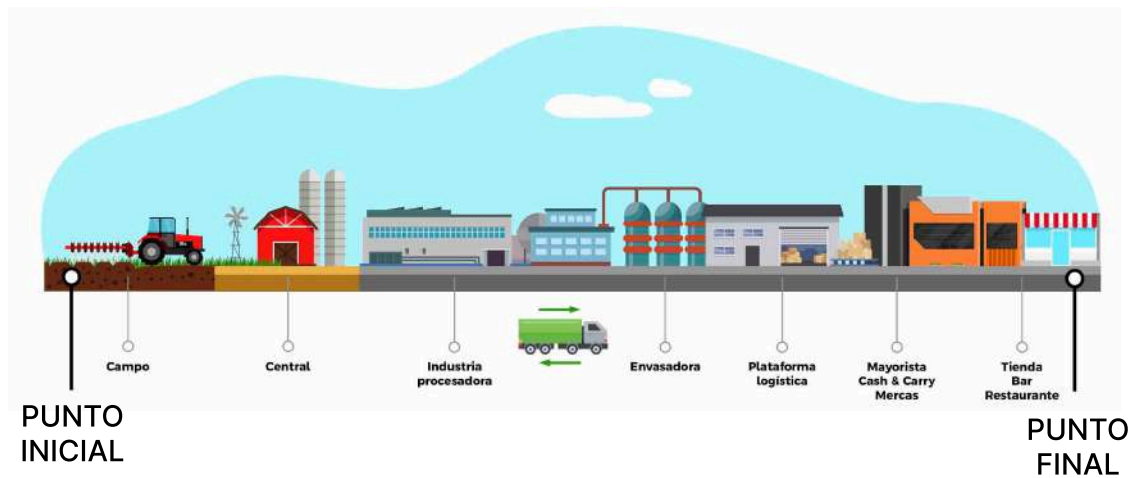 Campo
Central
Industria
procesadora
Envasadora
Plataforma
logística
Mayorista
Cash & Carry
Mercas
Tienda
Bar
Restaurante
PUNTO
INICIAL
PUNTO
FINAL